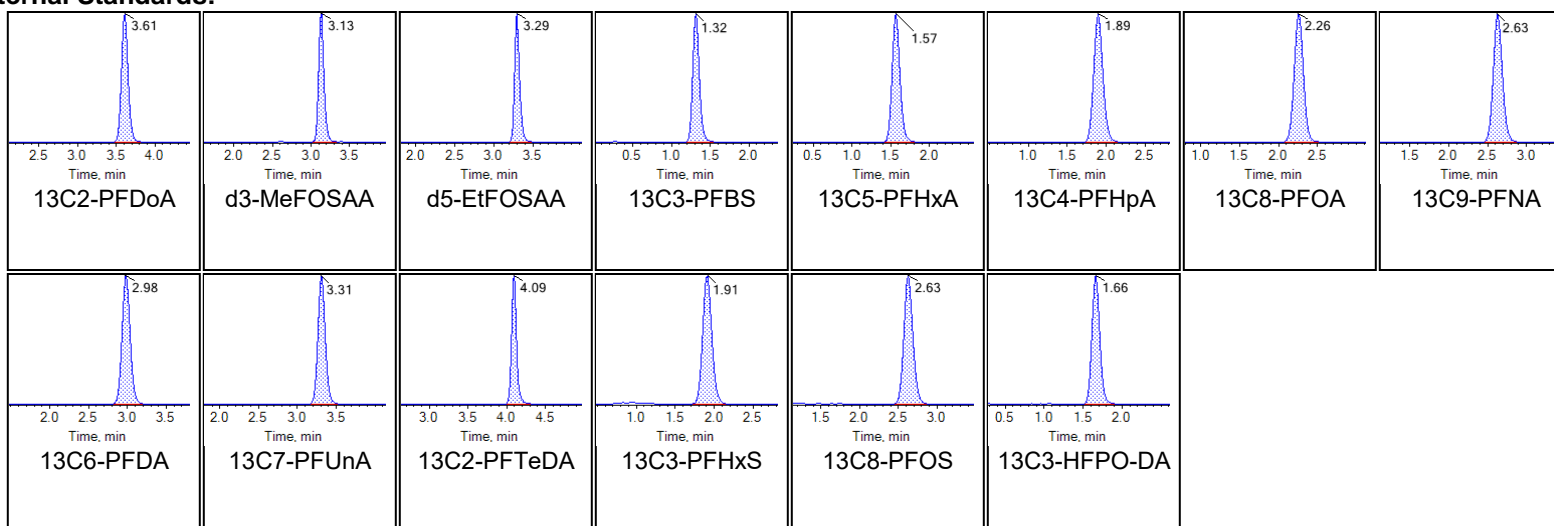 ternal Standards:
3.61 3.13 3.29 1.32 1.57 1.89 2.26 2.63
2.5 3.0 3.5 4.0 2.0 2.5 3.0 3.5 2.0 2.5 3.0 3.5 0.5 1.0 1.5 2.0 0.5 1.0 1.5 2.0 1.0 1.5 2.0 2.5 1.0 1.5 2.0 2.5 1.5 2.0 2.5 3.0
Time, min Time, min Time, min Time, min Time, min Time, min Time, min Time, min
13C2-PFDoA d3-MeFOSAA d5-EtFOSAA 13C3-PFBS 13C5-PFHxA 13C4-PFHpA 13C8-PFOA 13C9-PFNA
2.98 3.31 4.09 1.91 2.63 1.66
2.0 2.5 3.0 3.5 2.0 2.5 3.0 3.5 3.0 3.5 4.0 4.5 1.0 1.5 2.0 2.5 1.5 2.0 2.5 3.0 0.5 1.0 1.5 2.0
Time, min Time, min Time, min Time, min Time, min Time, min
13C6-PFDA 13C7-PFUnA 13C2-PFTeDA 13C3-PFHxS 13C8-PFOS 13C3-HFPO-DA